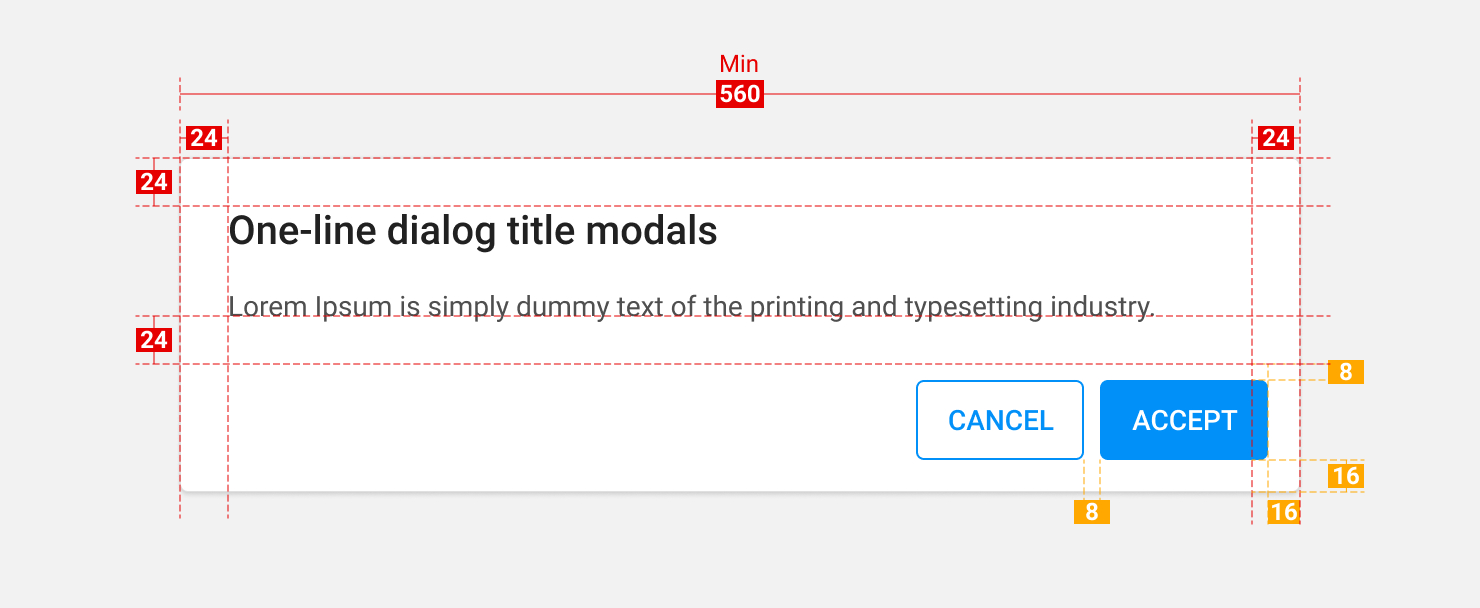 Min
560
24
24
24
One-line dialog title modals
Lorem Ipsum is simply dummy text of the printing and typesetting industry.
24
8
CANCEL
ACCEPT
16
8
16